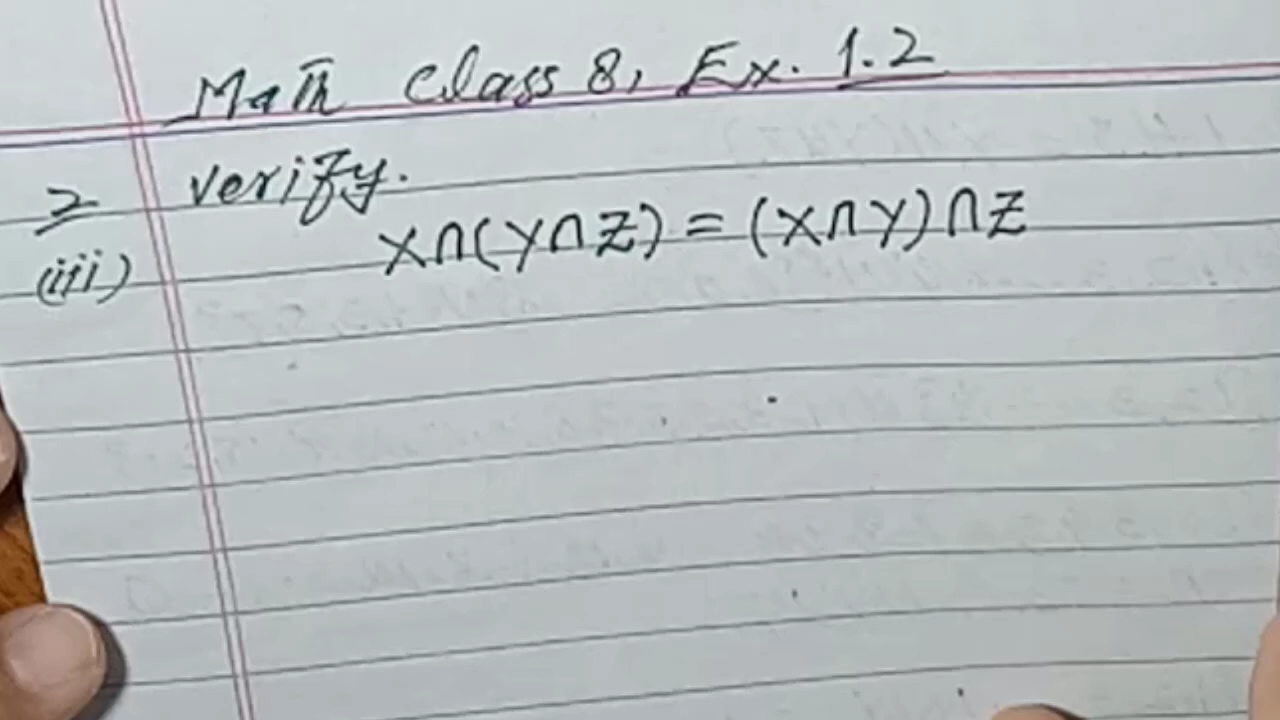 Math Class 8, Ex. 1.2
2 verify.
(iii) X∩(Y∩Z) = (X∩Y)∩Z